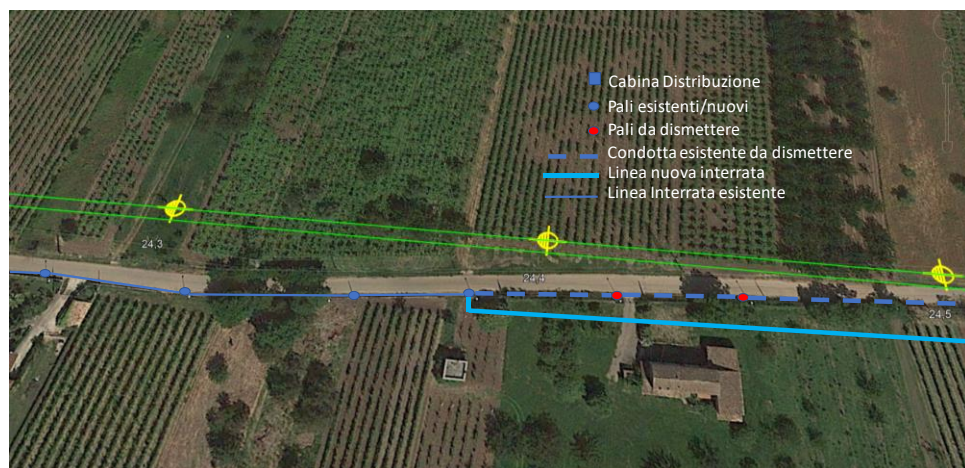 Cabina Distribuzione
Pali esistenti/nuovi
Pali da dismettere
Condotta esistente da dismettere
Linea nuova interrata
Linea Interrata esistente
24,3
24,4
24,5